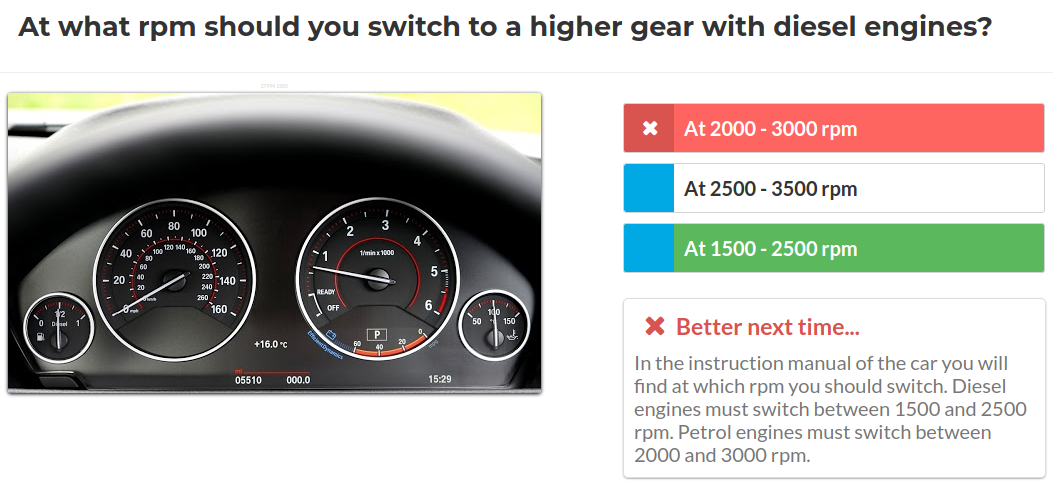 At what rpm should you switch to a higher gear with diesel engines?
At 2000 - 3000 rpm
At 2500 - 3500 rpm
At 1500 - 2500 rpm
Better next time...
In the instruction manual of the car you will
find at which rpm you should switch. Diesel
engines must switch between 1500 and 2500
rpm. Petrol engines must switch between
2000 and 3000 rpm.
0 1/2 1
Diesel
0 20 40 60 80 100 120 140 160
mph
20 40 60 80 100 120 140 160 180 200 220 240 260
km/h
+16.0 °C
mi
05510 000.0
1 2 3 4 5 6
1/min x 1000
READY
OFF
EfficientDynamics
P
60 40 20 0
mpg
15:29
50 100 150